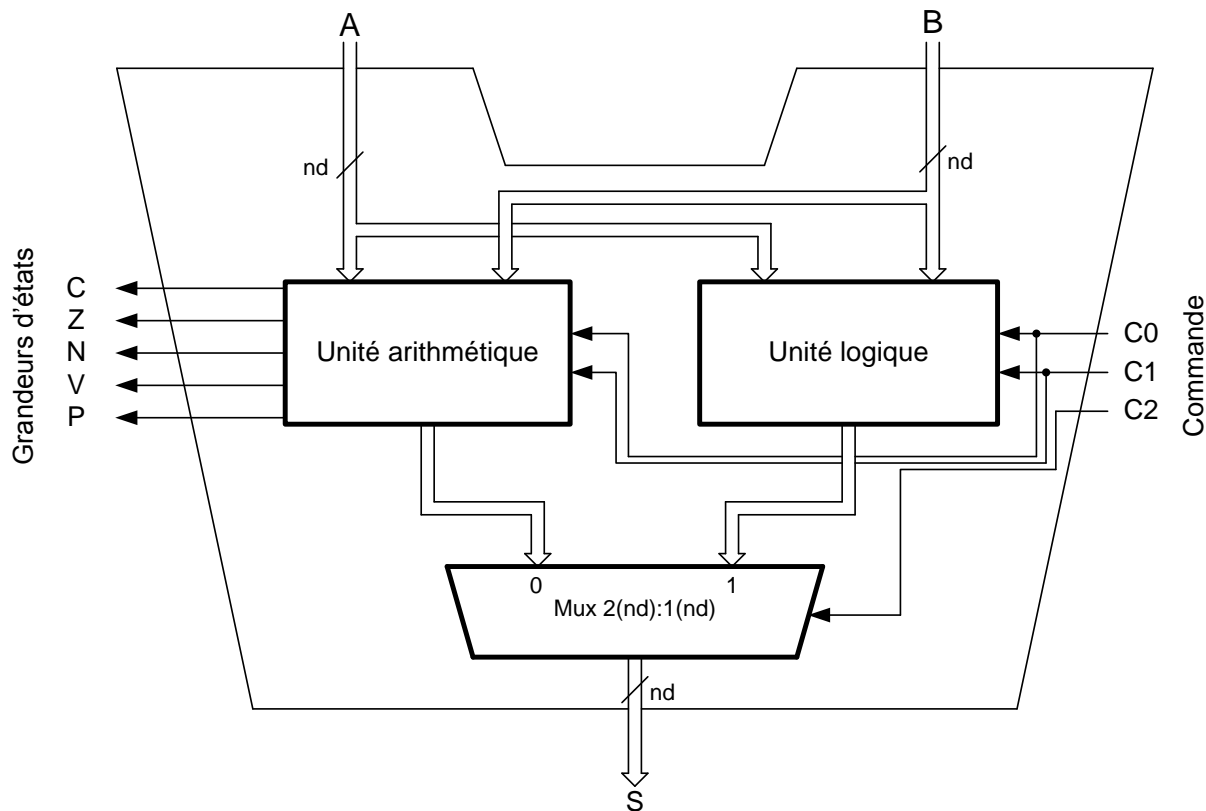 A
B
nd
nd
Grandeurs d'états
C
Z
N
V
P
Unité arithmétique
Unité logique
C0
C1
C2
Commande
0
1
Mux 2(nd):1(nd)
nd
S